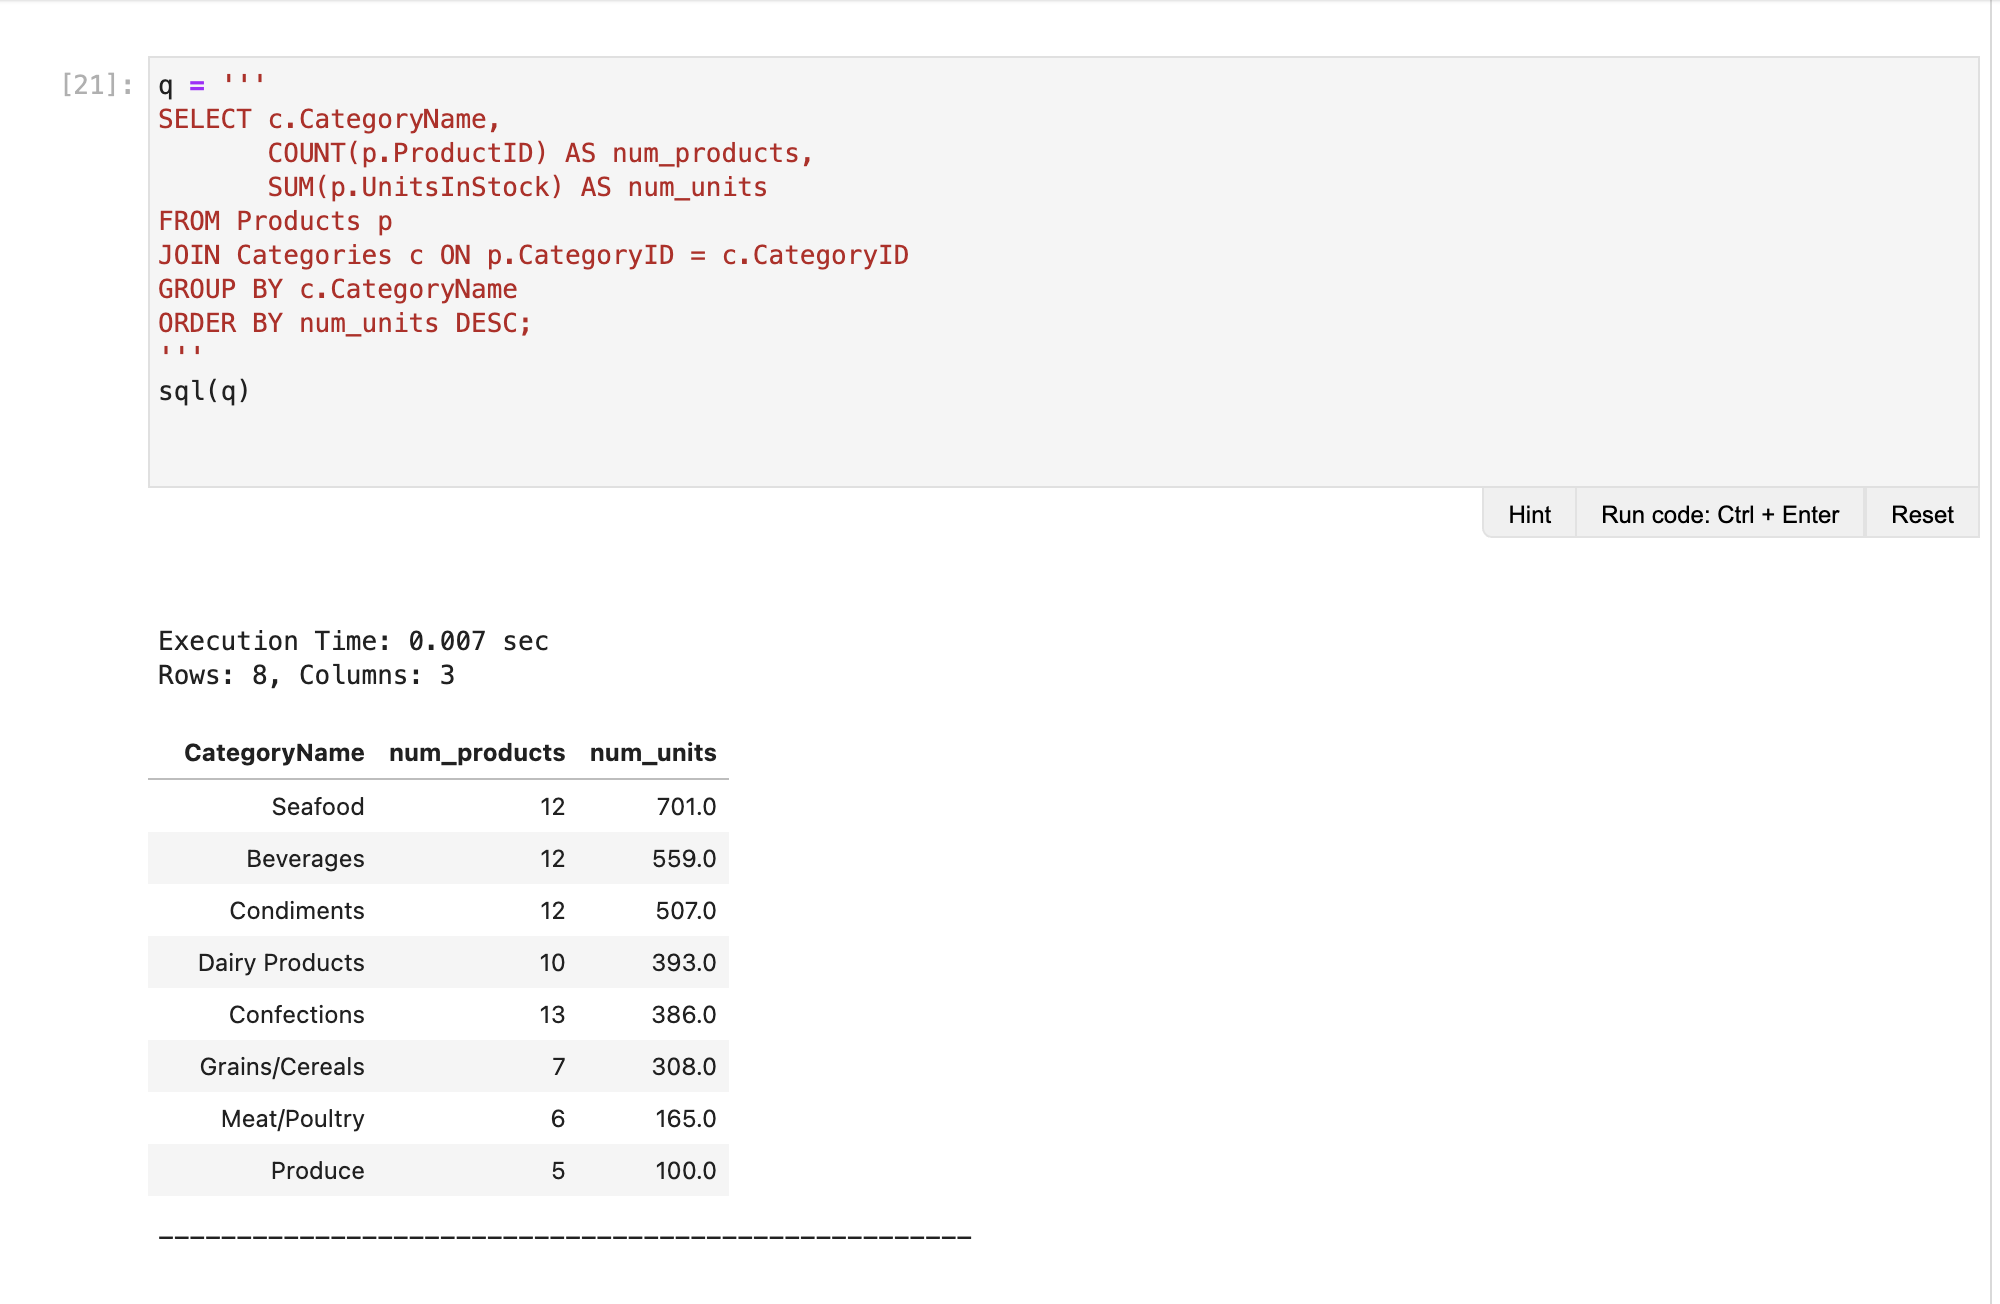 [21]:
q = '''
SELECT c.CategoryName,
       COUNT(p.ProductID) AS num_products,
       SUM(p.UnitsInStock) AS num_units
FROM Products p
JOIN Categories c ON p.CategoryID = c.CategoryID
GROUP BY c.CategoryName
ORDER BY num_units DESC;
'''
sql(q)
Hint Run code: Ctrl + Enter Reset
Execution Time: 0.007 sec
Rows: 8, Columns: 3
CategoryName num_products num_units
Seafood 12 701.0
Beverages 12 559.0
Condiments 12 507.0
Dairy Products 10 393.0
Confections 13 386.0
Grains/Cereals 7 308.0
Meat/Poultry 6 165.0
Produce 5 100.0
____________________________________________________